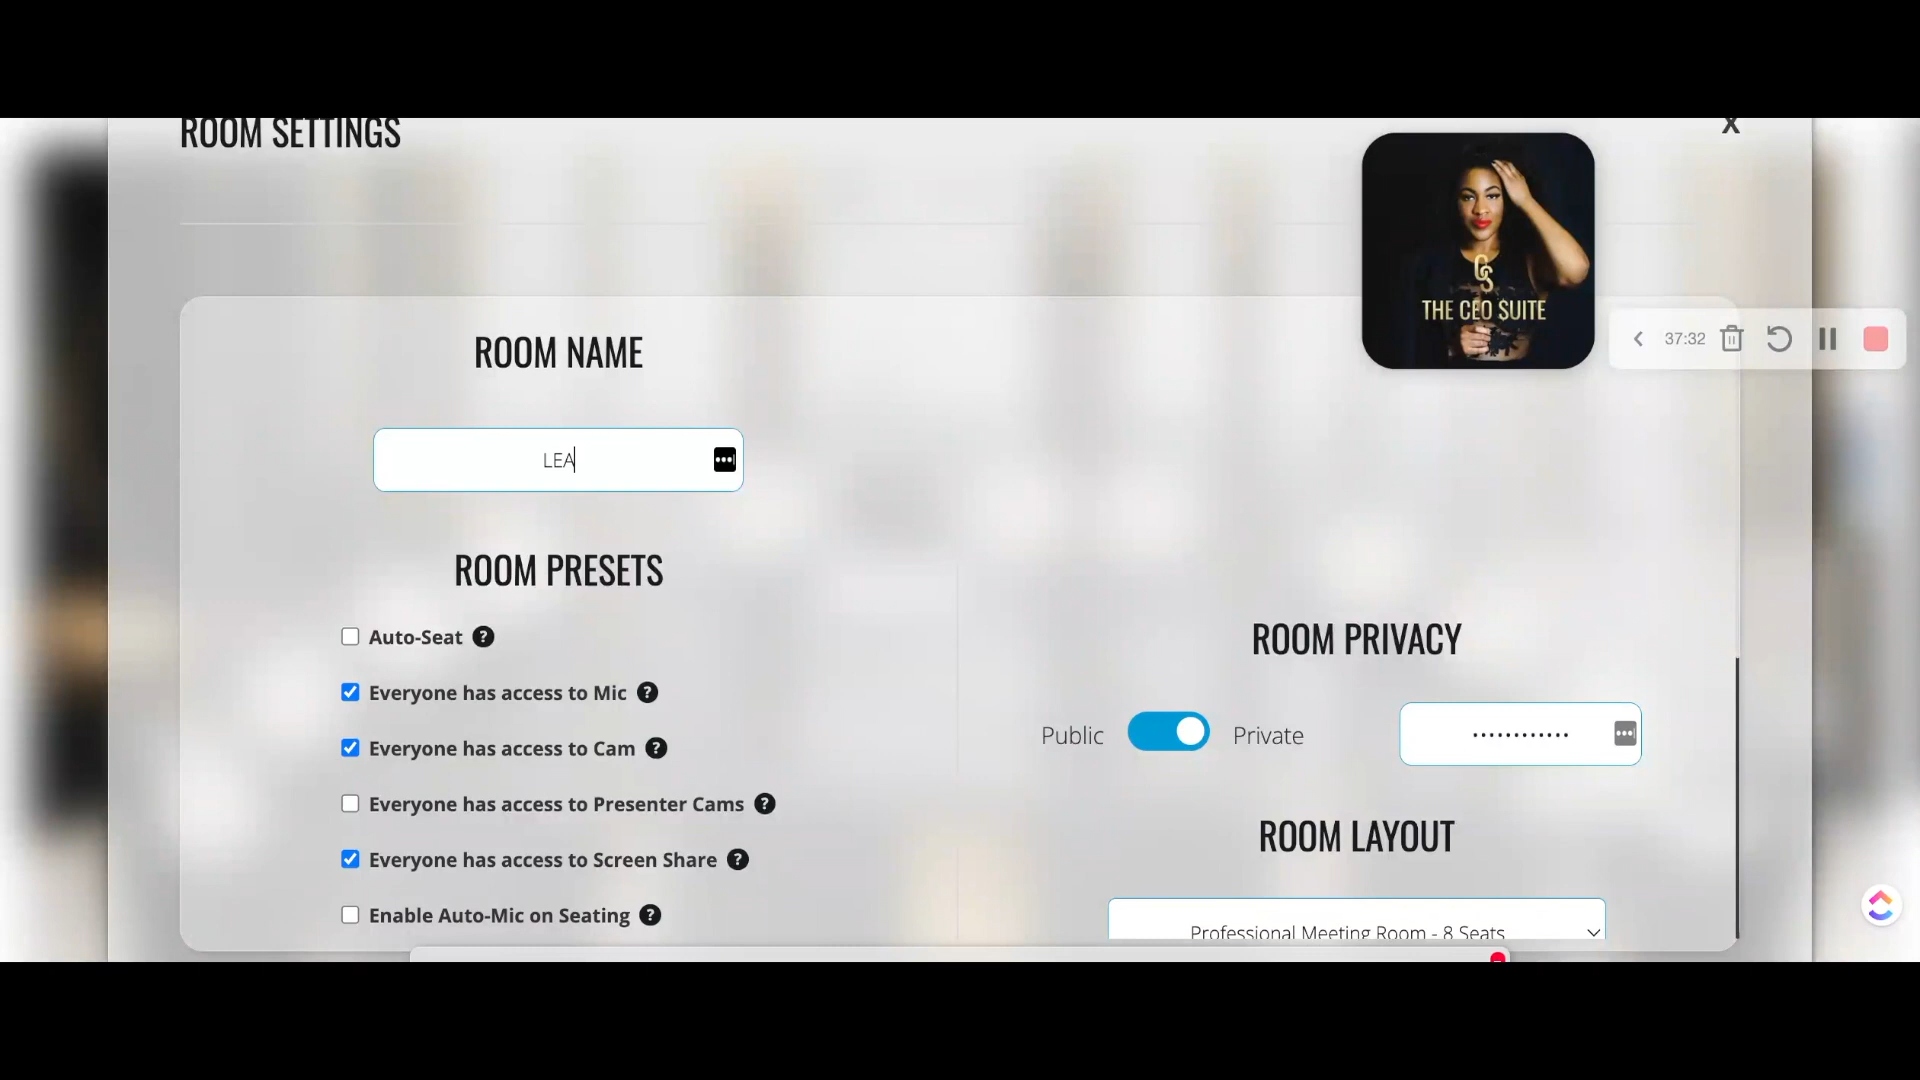 ROOM SETTINGS
X
THE CEO SUITE
37:32
ROOM NAME
LEA
ROOM PRESETS
Auto-Seat ?
Everyone has access to Mic ?
Everyone has access to Cam ?
Everyone has access to Presenter Cams ?
Everyone has access to Screen Share ?
Enable Auto-Mic on Seating ?
ROOM PRIVACY
Public Private
ROOM LAYOUT
Professional Meeting Room - 8 Seats